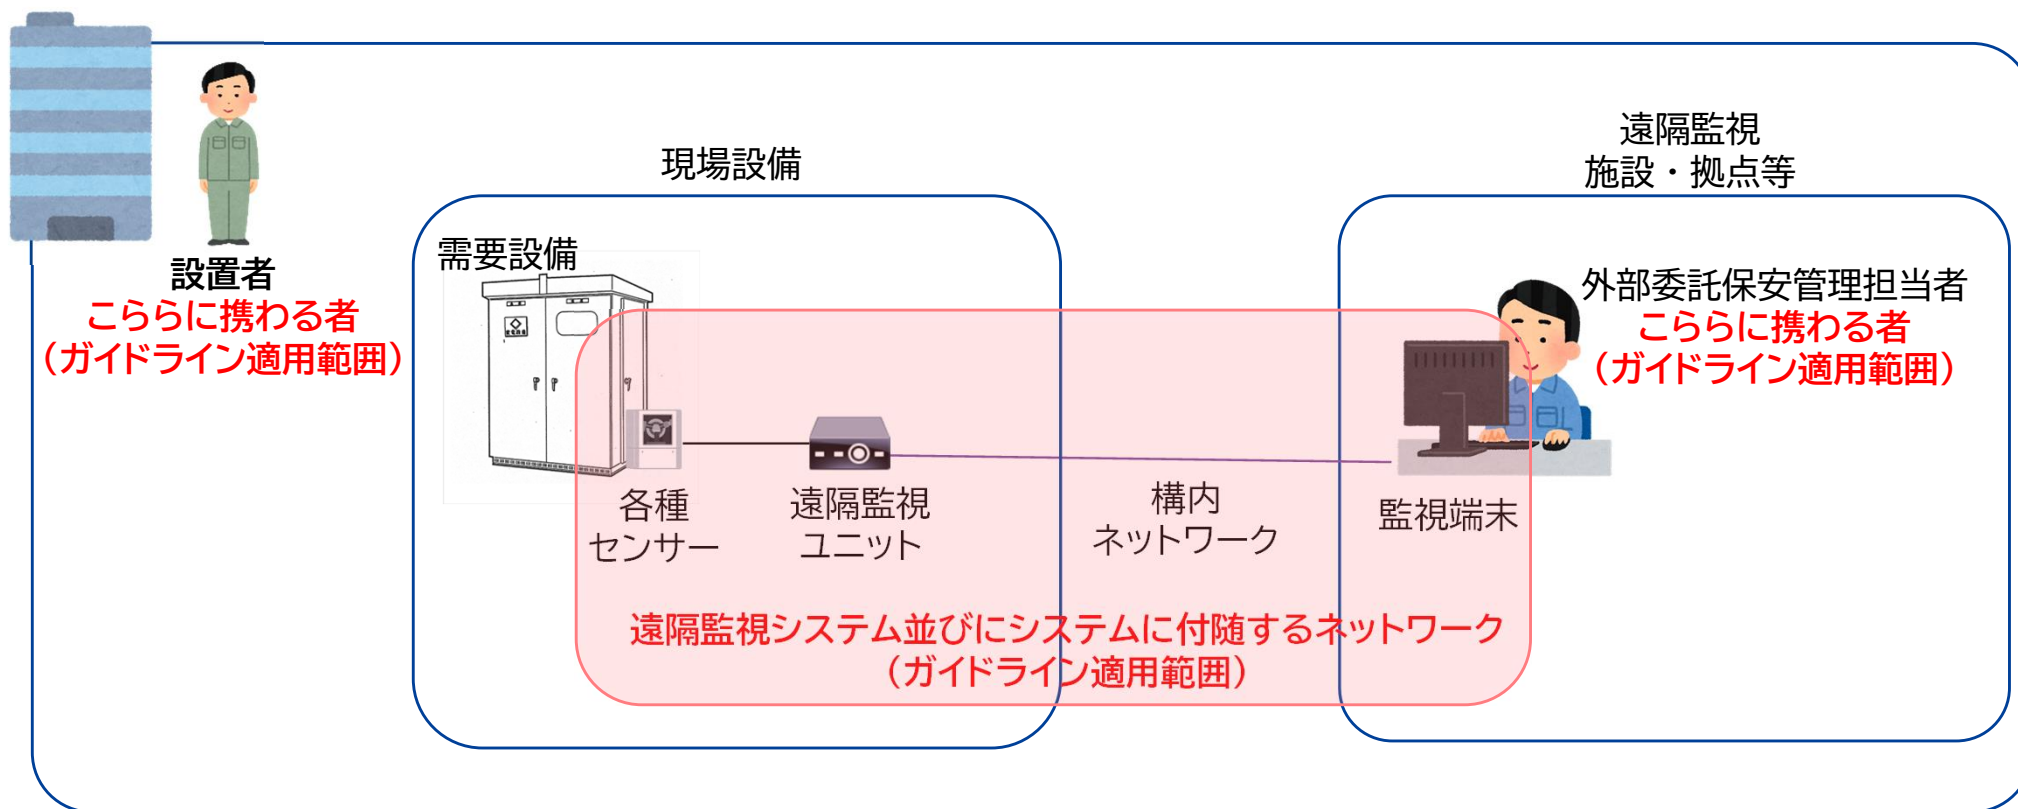 設置者
こららに携わる者
（ガイドライン適用範囲）
現場設備
需要設備
各種
センサー
遠隔監視
ユニット
構内
ネットワーク
遠隔監視システム並びにシステムに付随するネットワーク
（ガイドライン適用範囲）
遠隔監視
施設・拠点等
外部委託保安管理担当者
こららに携わる者
（ガイドライン適用範囲）
監視端末